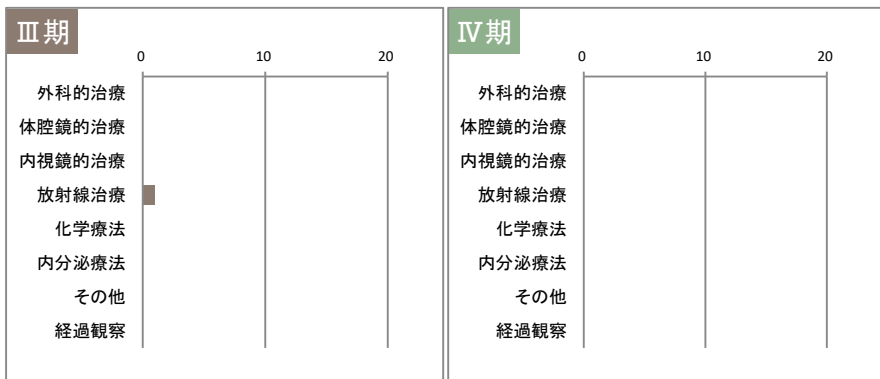 Ⅲ期
0 10 20
外科的治療
体腔鏡的治療
内視鏡的治療
放射線治療
化学療法
内分泌療法
その他
経過観察
Ⅳ期
0 10 20
外科的治療
体腔鏡的治療
内視鏡的治療
放射線治療
化学療法
内分泌療法
その他
経過観察